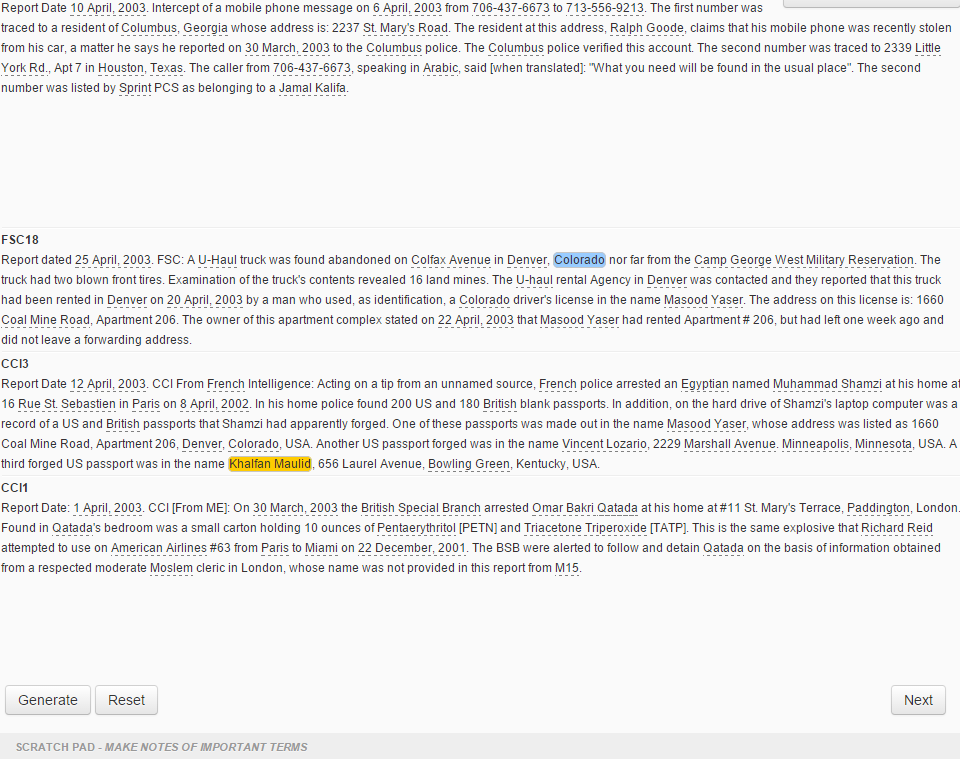 Report Date 10 April, 2003. Intercept of a mobile phone message on 6 April, 2003 from 706-437-6673 to 713-556-9213. The first number was
traced to a resident of Columbus, Georgia whose address is: 2237 St. Mary's Road. The resident at this address, Ralph Goode, claims that his mobile phone was recently stolen
from his car, a matter he says he reported on 30 March, 2003 to the Columbus police. The Columbus police verified this account. The second number was traced to 2339 Little
York Rd., Apt 7 in Houston, Texas. The caller from 706-437-6673, speaking in Arabic, said [when translated]: "What you need will be found in the usual place". The second
number was listed by Sprint PCS as belonging to a Jamal Kalifa.
FSC18
Report dated 25 April, 2003. FSC: A U-Haul truck was found abandoned on Colfax Avenue in Denver, Colorado nor far from the Camp George West Military Reservation. The
truck had two blown front tires. Examination of the truck's contents revealed 16 land mines. The U-haul rental Agency in Denver was contacted and they reported that this truck
had been rented in Denver on 20 April, 2003 by a man who used, as identification, a Colorado driver's license in the name Masood Yaser. The address on this license is: 1660
Coal Mine Road, Apartment 206. The owner of this apartment complex stated on 22 April, 2003 that Masood Yaser had rented Apartment # 206, but had left one week ago and
did not leave a forwarding address.
CCI3
Report Date 12 April, 2003. CCI From French Intelligence: Acting on a tip from an unnamed source, French police arrested an Egyptian named Muhammad Shamzi at his home at
16 Rue St. Sebastien in Paris on 8 April, 2002. In his home police found 200 US and 180 British blank passports. In addition, on the hard drive of Shamzi's laptop computer was a
record of a US and British passports that Shamzi had apparently forged. One of these passports was made out in the name Masood Yaser, whose address was listed as 1660
Coal Mine Road, Apartment 206, Denver, Colorado, USA. Another US passport forged was in the name Vincent Lozario, 2229 Marshall Avenue. Minneapolis, Minnesota, USA. A
third forged US passport was in the name Khalfan Maulid, 656 Laurel Avenue, Bowling Green, Kentucky, USA.
CCI1
Report Date: 1 April, 2003. CCI [From ME]: On 30 March, 2003 the British Special Branch arrested Omar Bakri Qatada at his home at #11 St. Mary's Terrace, Paddington, London.
Found in Qatada's bedroom was a small carton holding 10 ounces of Pentaerythritol [PETN] and Triacetone Triperoxide [TATP]. This is the same explosive that Richard Reid
attempted to use on American Airlines #63 from Paris to Miami on 22 December, 2001. The BSB were alerted to follow and detain Qatada on the basis of information obtained
from a respected moderate Moslem cleric in London, whose name was not provided in this report from M15.
Generate Reset Next
SCRATCH PAD - MAKE NOTES OF IMPORTANT TERMS